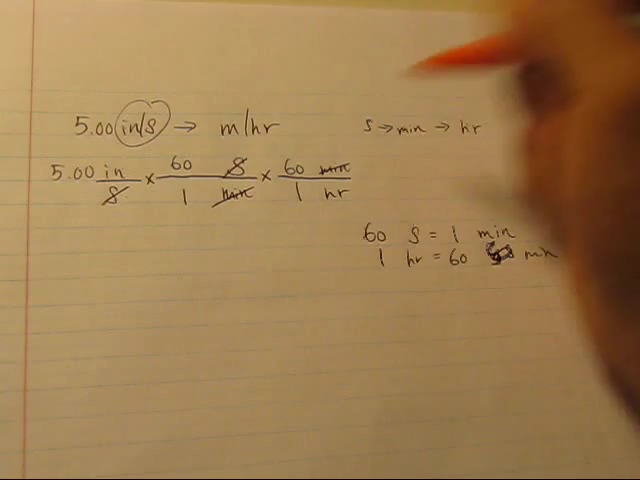 5.00 in/s → m/hr
s → min → hr
5.00 in/s × 60 s/1 min × 60 min/1 hr
60 s = 1 min
1 hr = 60 min